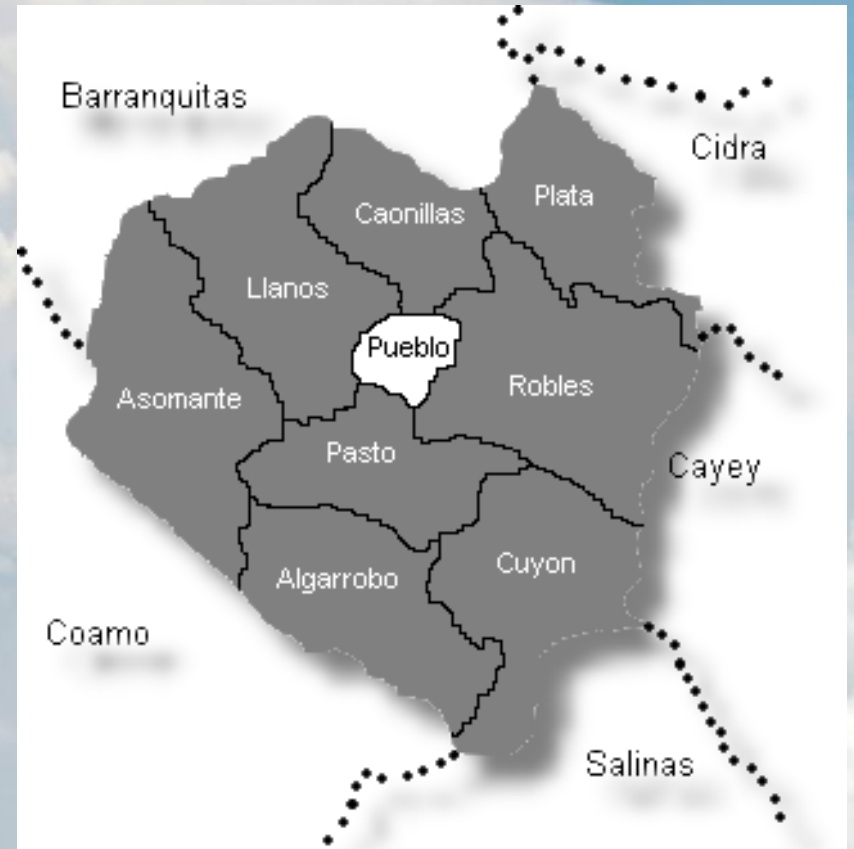 Barranquitas
Cidra
Plata
Caonillas
Llanos
Pueblo
Robles
Asomante
Pasto
Cayey
Cuyon
Algarrobo
Coamo
Salinas